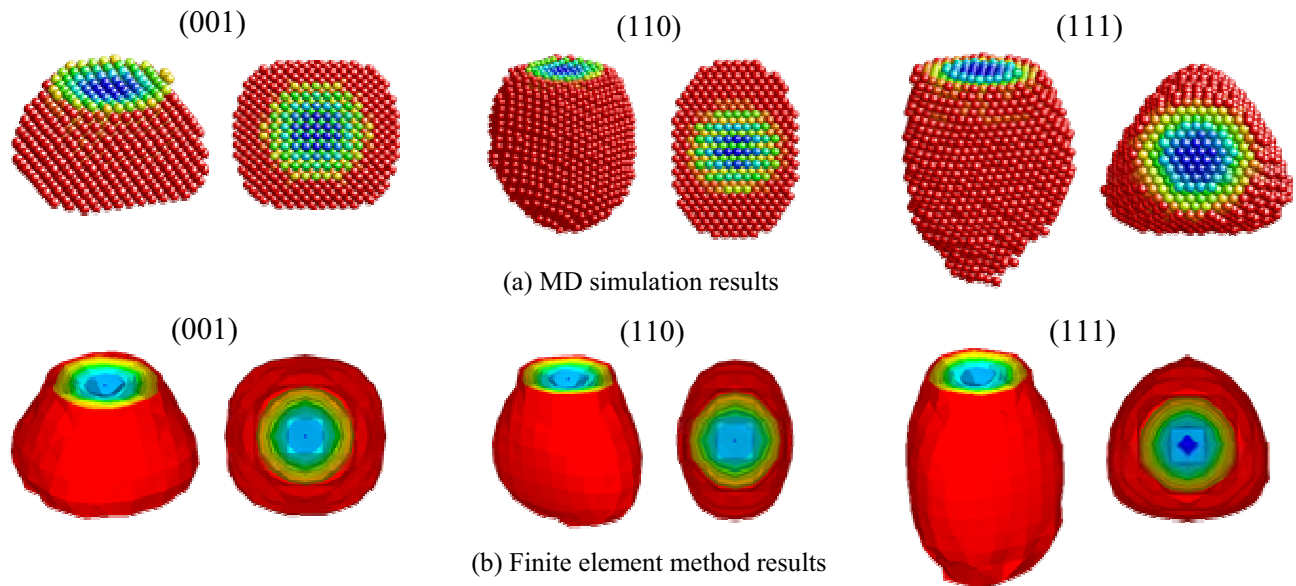 (001) (110) (111)
(a) MD simulation results
(001) (110) (111)
(b) Finite element method results